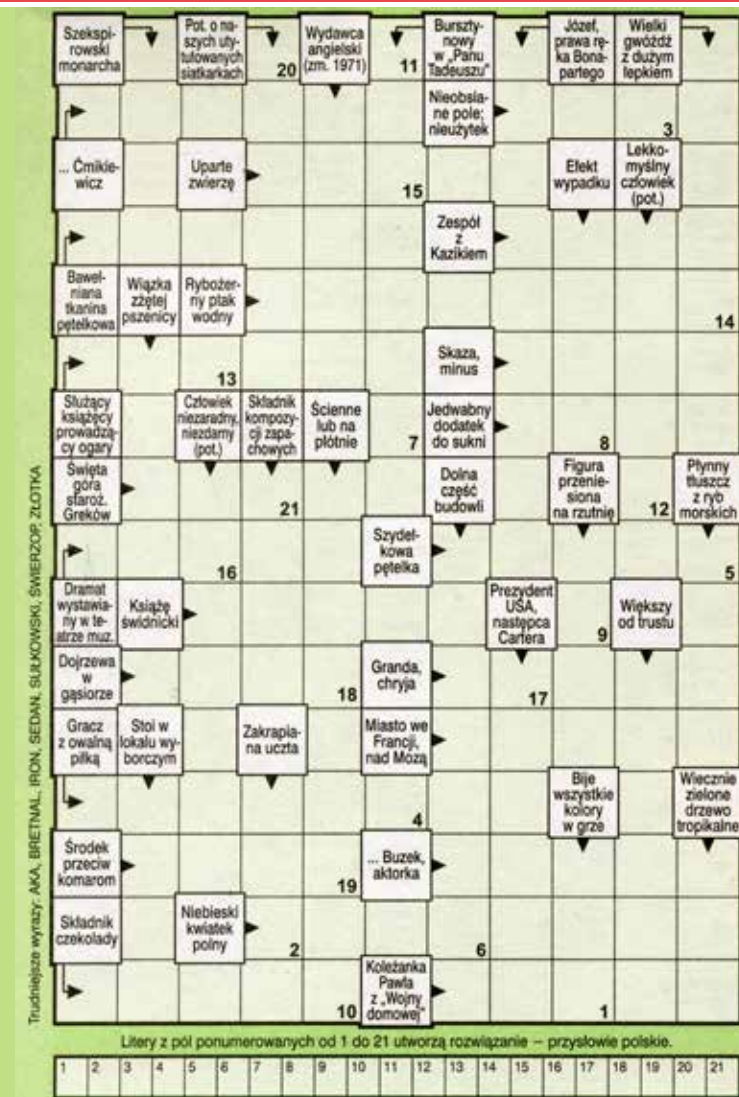 Szekspi-
rowski
monarcha
Pot. o na-
szych uty-
tułowanych
siatkarkach
20
Wydawca
angielski
(zm. 1971)
11
Burszty-
nowy
w „Panu
Tadeuszu"
Józef,
prawa rę-
ka Bona-
partego
Wielki
gwóźdź
z dużym
łepkiem
Nieobsia-
ne pole;
nieużytek
3
... Ćmikie-
wicz
Uparte
zwierzę
15
Efekt
wypadku
Lekko-
myślny
człowiek
(pot.)
Zespół
z
Kazikiem
Baweł-
niana
tkanina
pętelkowa
Wiązka
zżętej
pszenicy
Rybożer-
ny ptak
wodny
14
13
Skaza,
minus
Służący
książęcy
prowadzą-
cy ogary
Człowiek
niezaradny,
niezdarny
(pot.)
Składnik
kompozy-
cji zapa-
chowych
Ścienne
lub na
płótnie
7
Jedwabny
dodatek
do sukni
8
Święta
góra
staroż.
Greków
21
Dolna
część
budowli
Figura
przenie-
siona
na rzutnię
12
Płynny
tłuszcz
z ryb
morskich
16
Szydeł-
kowa
pętelka
5
Dramat
wystawia-
ny w te-
atrze muz.
Książę
świdnicki
Prezydent
USA,
następca
Cartera
9
Większy
od trustu
Dojrzewa
w
gąsiorze
18
Granda,
chryja
17
Gracz
z owalną
piłką
Stoi w
lokalu wy-
borczym
Zakrapia-
na uczta
Miasto we
Francji,
nad Mozą
4
Bije
wszystkie
kolory
w grze
Wiecznie
zielone
drzewo
tropikalne
Środek
przeciw
komarom
19
... Buzek,
aktorka
Składnik
czekolady
Niebieski
kwiatek
polny
2
6
10
Koleżanka
Pawła
z „Wojny
domowej"
1
Trudniejsze wyrazy: AKA, BRETNAL, IRON, SEDAN, SUŁKOWSKI, ŚWIERZOP, ZŁOTKA
Litery z pól ponumerowanych od 1 do 21 utworzą rozwiązanie – przysłowie polskie.
1 2 3 4 5 6 7 8 9 10 11 12 13 14 15 16 17 18 19 20 21